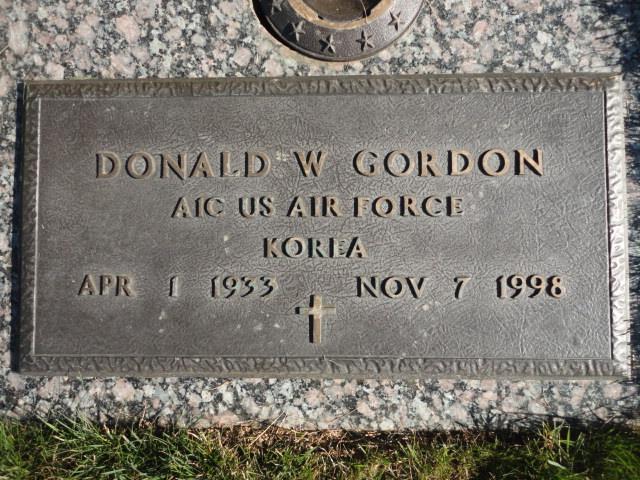 DONALD W GORDON
A1C US AIR FORCE
KOREA
APR 1 1933 NOV 7 1998